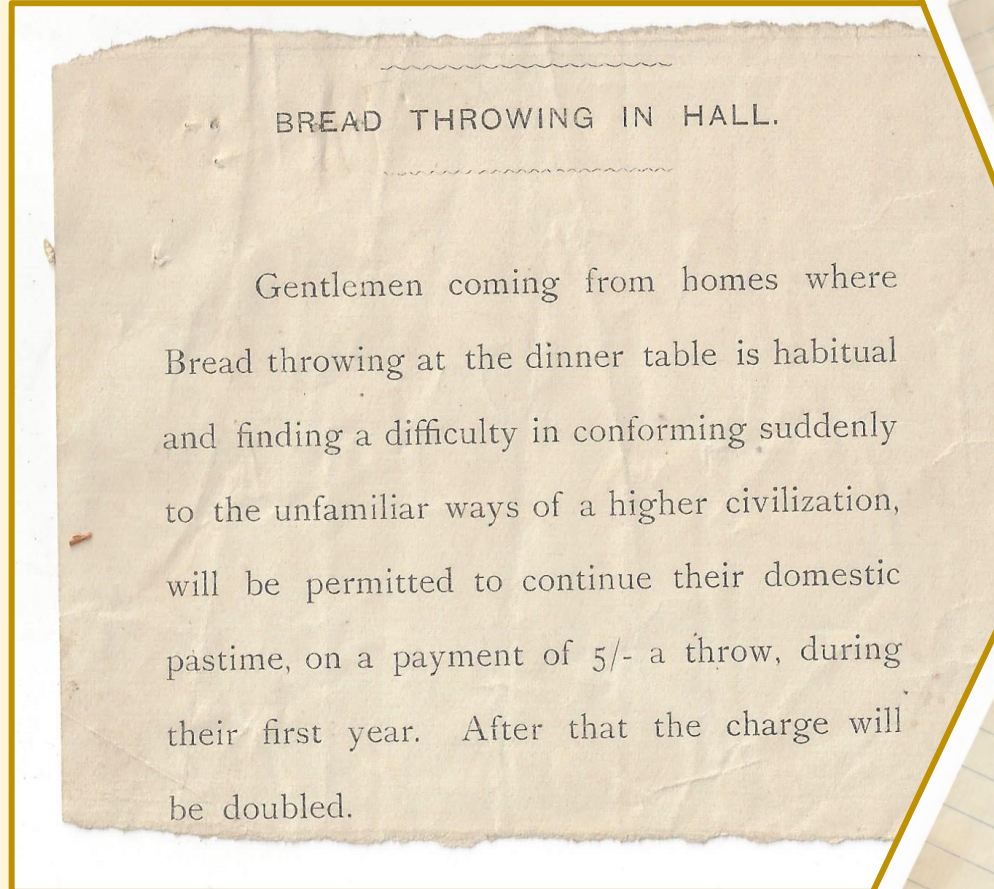 BREAD THROWING IN HALL.
Gentlemen coming from homes where
Bread throwing at the dinner table is habitual
and finding a difficulty in conforming suddenly
to the unfamiliar ways of a higher civilization,
will be permitted to continue their domestic
pastime, on a payment of 5/- a throw, during
their first year. After that the charge will
be doubled.